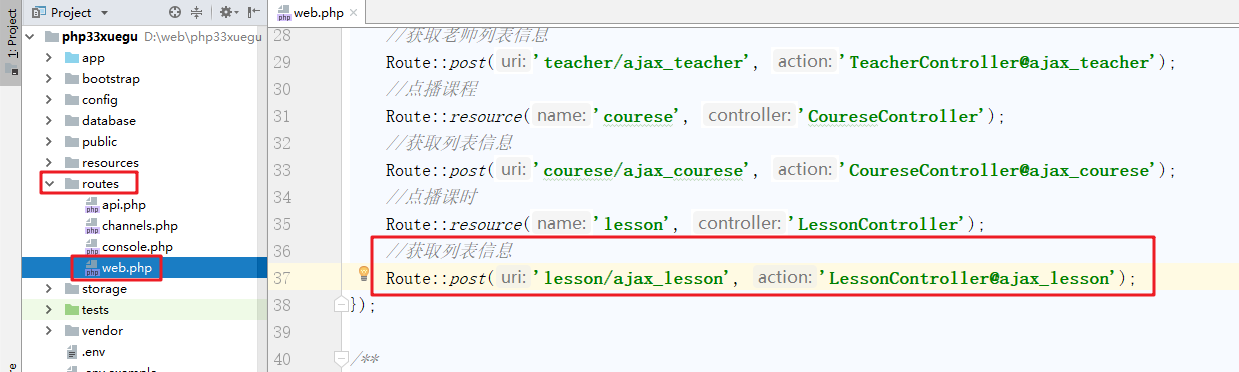 1: Project
Project
web.php
php33xuegu D:\web\php33xuegu
app
bootstrap
config
database
public
resources
routes
api.php
channels.php
console.php
web.php
storage
tests
vendor
.env
.env.example
28 //获取老师列表信息
29 Route::post( uri: 'teacher/ajax_teacher', action: 'TeacherController@ajax_teacher');
30 //点播课程
31 Route::resource( name: 'courese', controller: 'CoureseController');
32 //获取列表信息
33 Route::post( uri: 'courese/ajax_courese', action: 'CoureseController@ajax_courese');
34 //点播课时
35 Route::resource( name: 'lesson', controller: 'LessonController');
36 //获取列表信息
37 Route::post( uri: 'lesson/ajax_lesson', action: 'LessonController@ajax_lesson');
38 });
39
40 /**